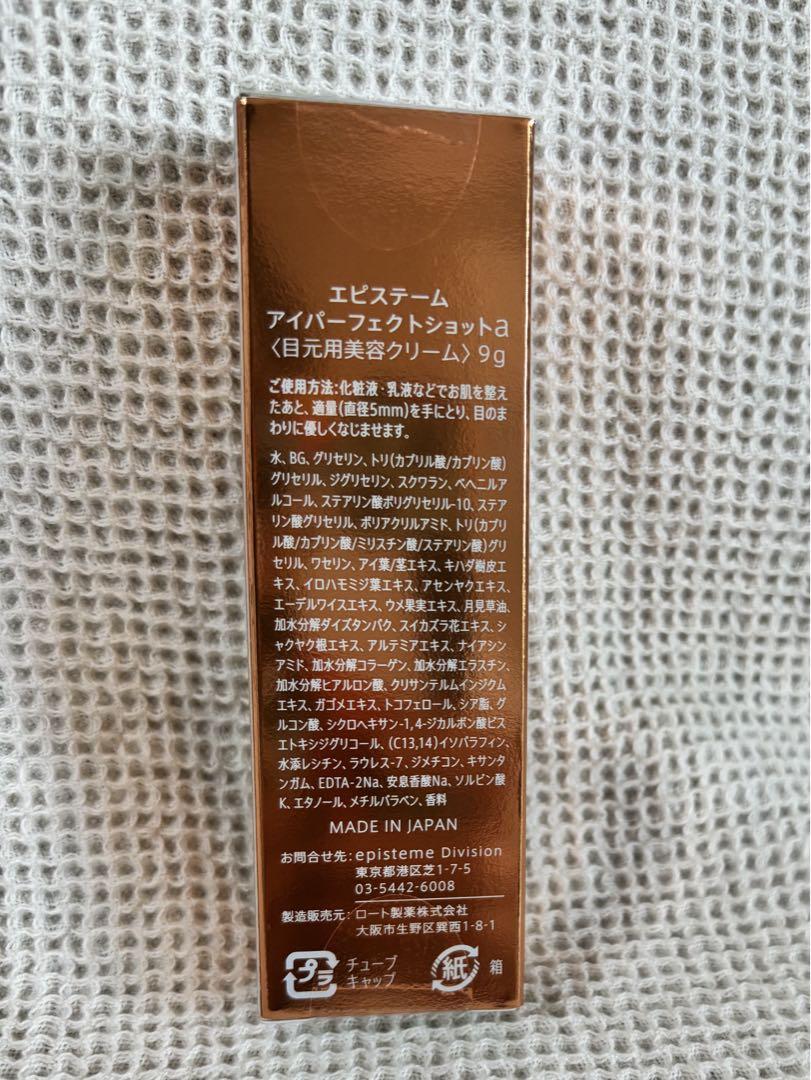 エピステーム
アイパーフェクトショットa
〈目元用美容クリーム〉9g
ご使用方法:化粧液・乳液などでお肌を整え
たあと、適量(直径5mm)を手にとり、目のま
わりに優しくなじませます。
水、BG、グリセリン、トリ(カプリル酸/カプリン酸)
グリセリル、ジグリセリン、スクワラン、ベヘニルア
ルコール、ステアリン酸ポリグリセリル-10、ステア
リン酸グリセリル、ポリアクリルアミド、トリ(カプリ
ル酸/カプリン酸/ミリスチン酸/ステアリン酸)グリ
セリル、ワセリン、アイ葉/茎エキス、キハダ樹皮エ
キス、イロハモミジ葉エキス、アセンヤクエキス、
エーデルワイスエキス、ウメ果実エキス、月見草油、
加水分解ダイズタンパク、スイカズラ花エキス、シ
ャクヤク根エキス、アルテミアエキス、ナイアシン
アミド、加水分解コラーゲン、加水分解エラスチン、
加水分解ヒアルロン酸、クリサンテルムインジクム
エキス、ガゴメエキス、トコフェロール、シア脂、グ
ルコン酸、シクロヘキサン-1,4-ジカルボン酸ビス
エトキシジグリコール、(C13,14)イソパラフィン、
水添レシチン、ラウレス-7、ジメチコン、キサンタ
ンガム、EDTA-2Na、安息香酸Na、ソルビン酸
K、エタノール、メチルパラベン、香料
MADE IN JAPAN
お問合せ先:episteme Division
東京都港区芝1-7-5
03-5442-6008
製造販売元:ロート製薬株式会社
大阪市生野区巽西1-8-1
プラ チューブ 紙 箱
キャップ